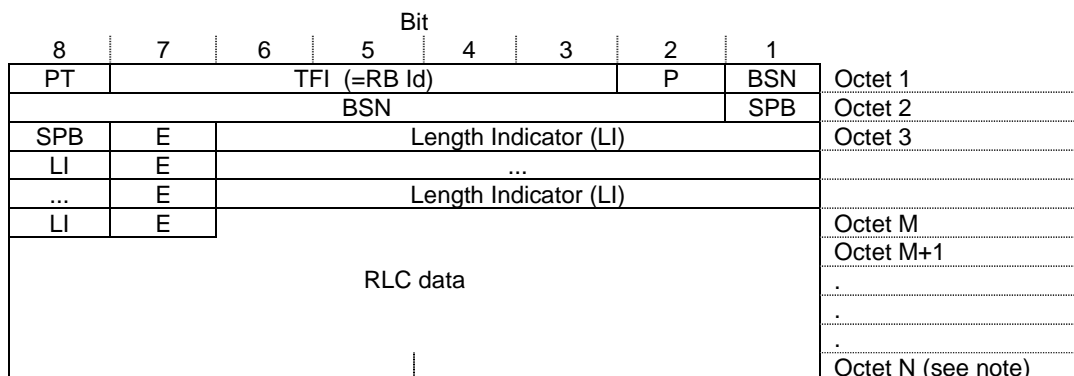 Bit
8 7 6 5 4 3 2 1
PT TFI (=RB Id) P BSN Octet 1
BSN SPB Octet 2
SPB E Length Indicator (LI) Octet 3
LI E ...
... E Length Indicator (LI)
LI E Octet M
Octet M+1
RLC data
.
.
.
Octet N (see note)